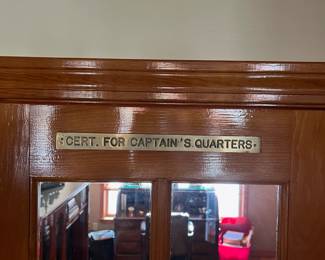 CERT. FOR CAPTAIN'S. QUARTERS